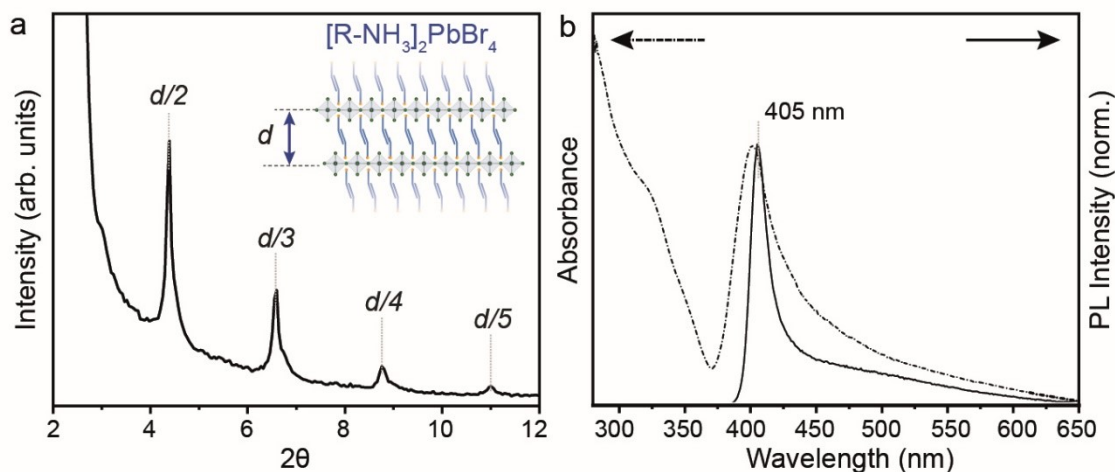 a
[R-NH₃]₂PbBr₄
d/2
d
d/3
d/4
d/5
Intensity (arb. units)
2 4 6 8 10 12
2θ
b
405 nm
Absorbance
PL Intensity (norm.)
300 350 400 450 500 550 600 650
Wavelength (nm)